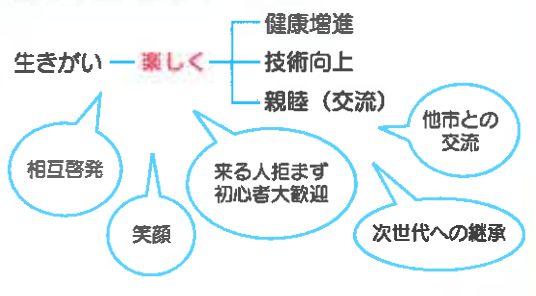 健康増進
生きがい
楽しく
技術向上
親睦(交流)
他市との
交流
相互啓発
来る人拒まず
初心者大歓迎
笑顔
次世代への継承